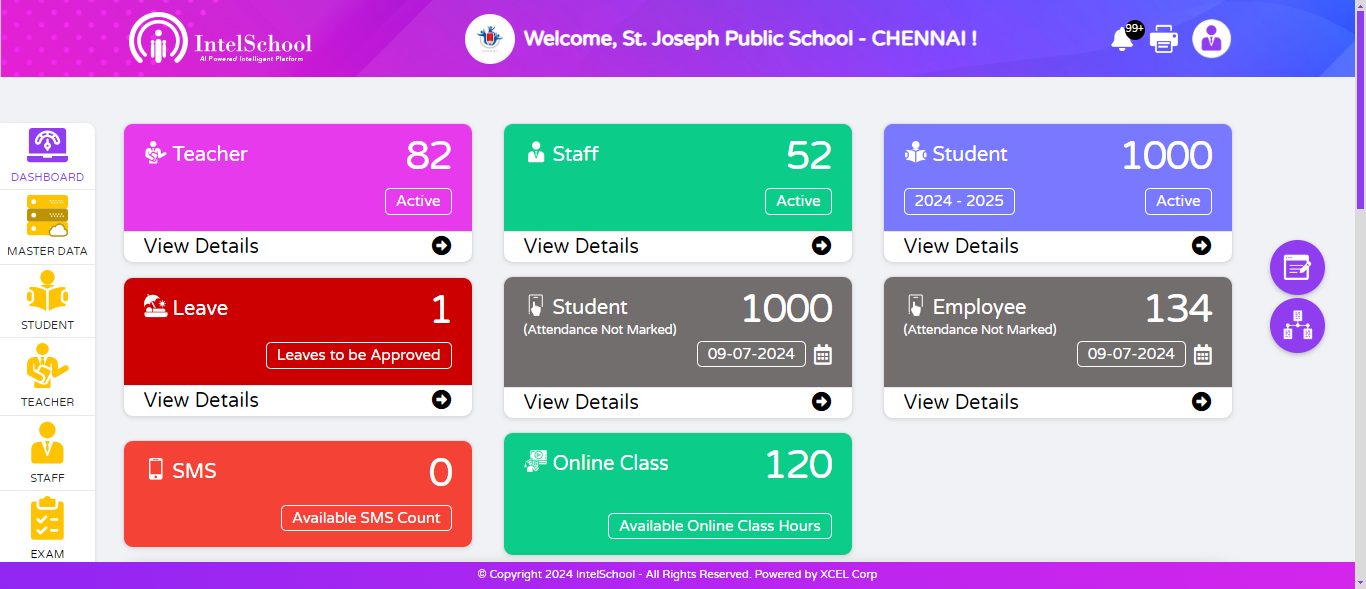 IntelSchool
AI Powered Intelligent Platform
Welcome, St. Joseph Public School - CHENNAI !
99+
DASHBOARD
MASTER DATA
STUDENT
TEACHER
STAFF
EXAM
Teacher 82
Active
View Details
Staff 52
Active
View Details
Student 1000
2024 - 2025 Active
View Details
Leave 1
Leaves to be Approved
View Details
Student 1000
(Attendance Not Marked)
09-07-2024
View Details
Employee 134
(Attendance Not Marked)
09-07-2024
View Details
SMS 0
Available SMS Count
Online Class 120
Available Online Class Hours
© Copyright 2024 IntelSchool - All Rights Reserved. Powered by XCEL Corp